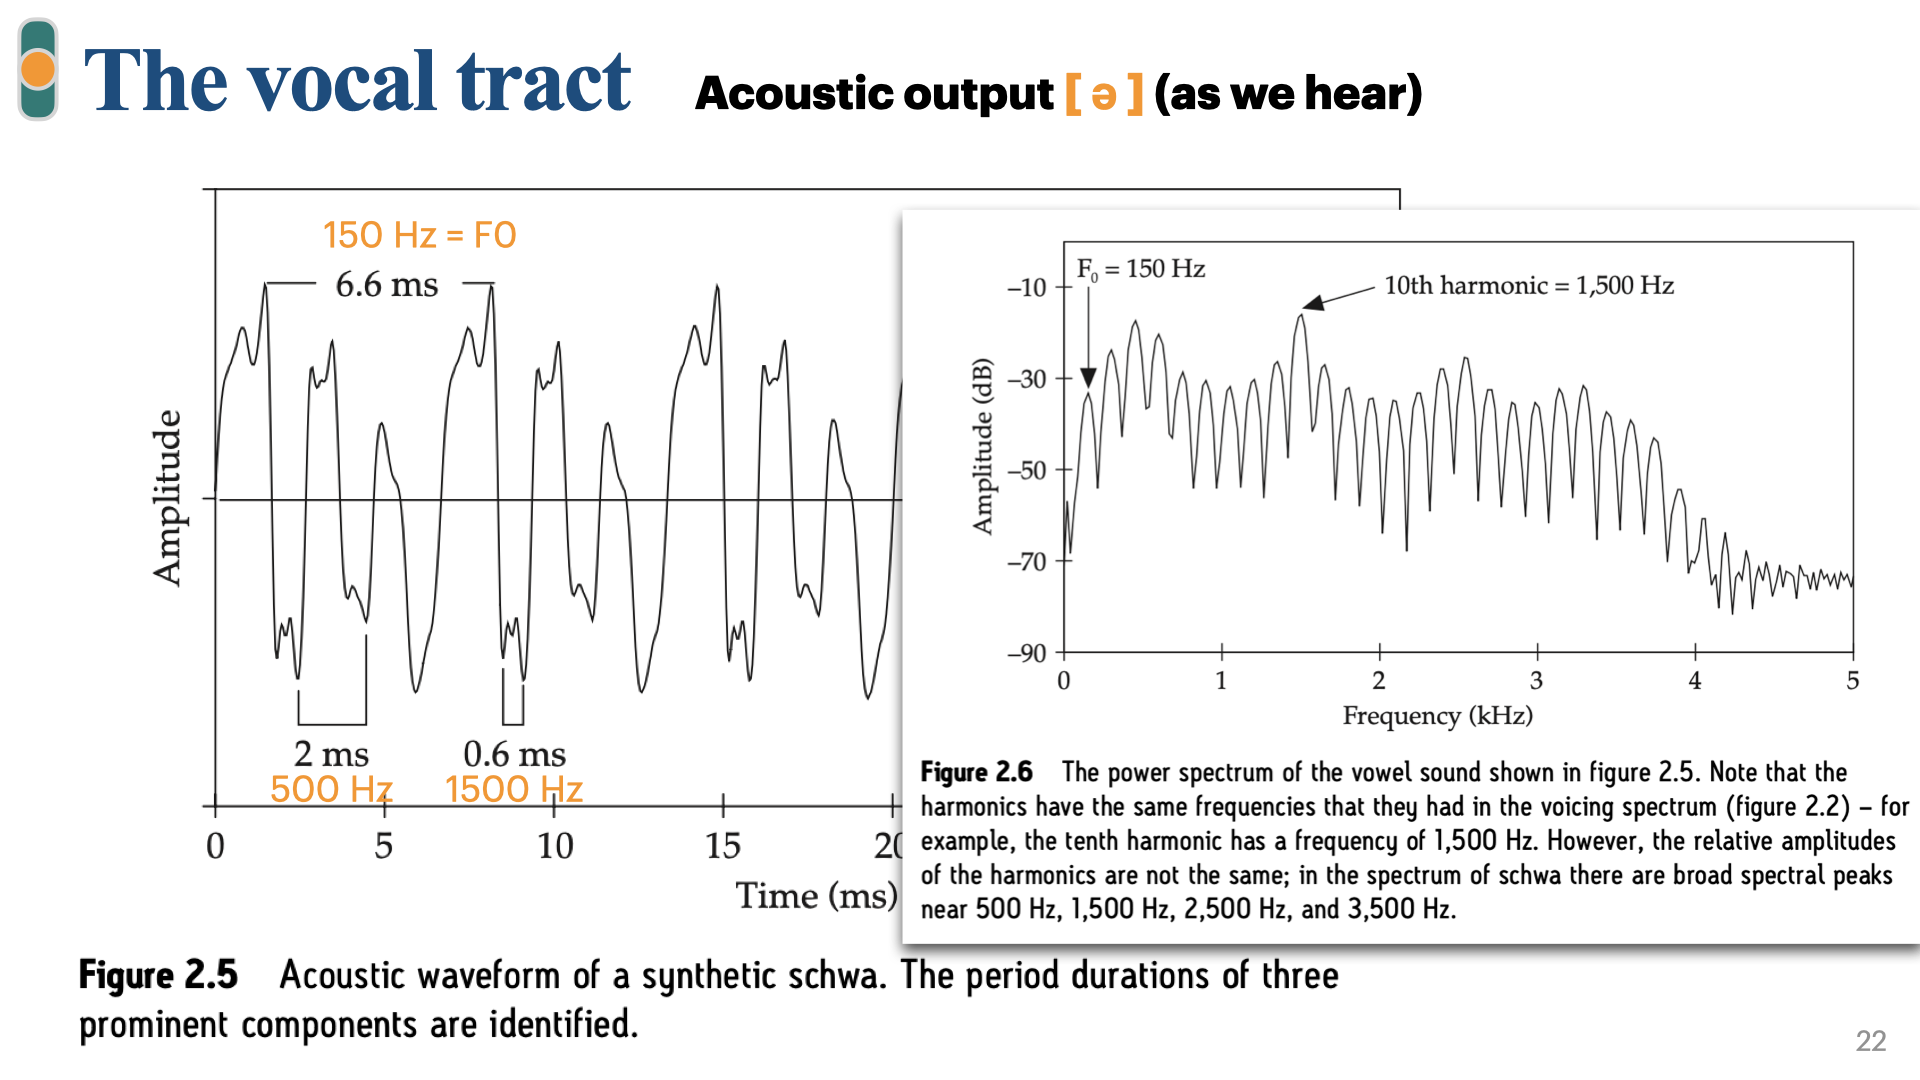 The vocal tract
Acoustic output [ ə ] (as we hear)
150 Hz = F0
6.6 ms
Amplitude
2 ms
500 Hz
0.6 ms
1500 Hz
0 5 10 15 20
Time (ms)
Figure 2.5 Acoustic waveform of a synthetic schwa. The period durations of three
prominent components are identified.
F0 = 150 Hz
10th harmonic = 1,500 Hz
Amplitude (dB)
–10
–30
–50
–70
–90
0 1 2 3 4 5
Frequency (kHz)
Figure 2.6 The power spectrum of the vowel sound shown in figure 2.5. Note that the
harmonics have the same frequencies that they had in the voicing spectrum (figure 2.2) – for
example, the tenth harmonic has a frequency of 1,500 Hz. However, the relative amplitudes
of the harmonics are not the same; in the spectrum of schwa there are broad spectral peaks
near 500 Hz, 1,500 Hz, 2,500 Hz, and 3,500 Hz.
22